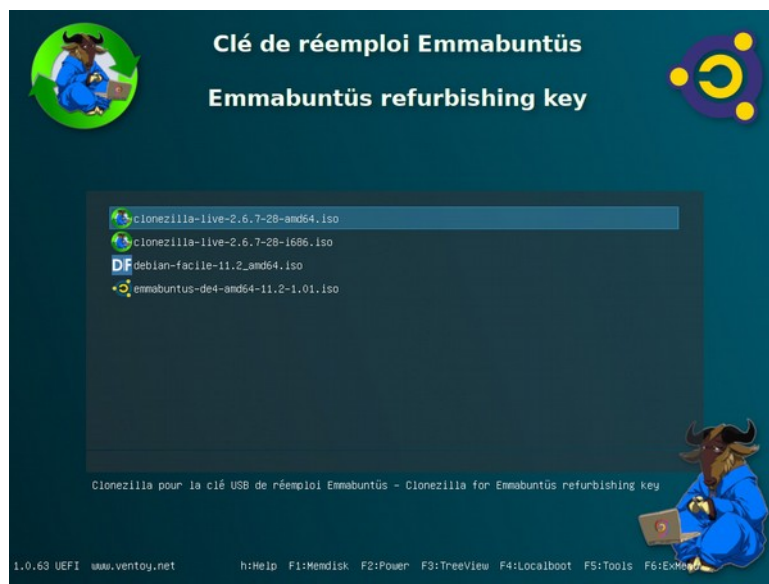 Clé de réemploi Emmabuntüs
Emmabuntüs refurbishing key
clonezilla-live-2.6.7-28-amd64.iso
clonezilla-live-2.6.7-28-i686.iso
DF debian-facile-11.2_amd64.iso
emmabuntus-de4-amd64-11.2-1.01.iso
Clonezilla pour la clé USB de réemploi Emmabuntüs - Clonezilla for Emmabuntüs refurbishing key
1.0.63 UEFI www.ventoy.net h:Help F1:Memdisk F2:Power F3:TreeView F4:Localboot F5:Tools